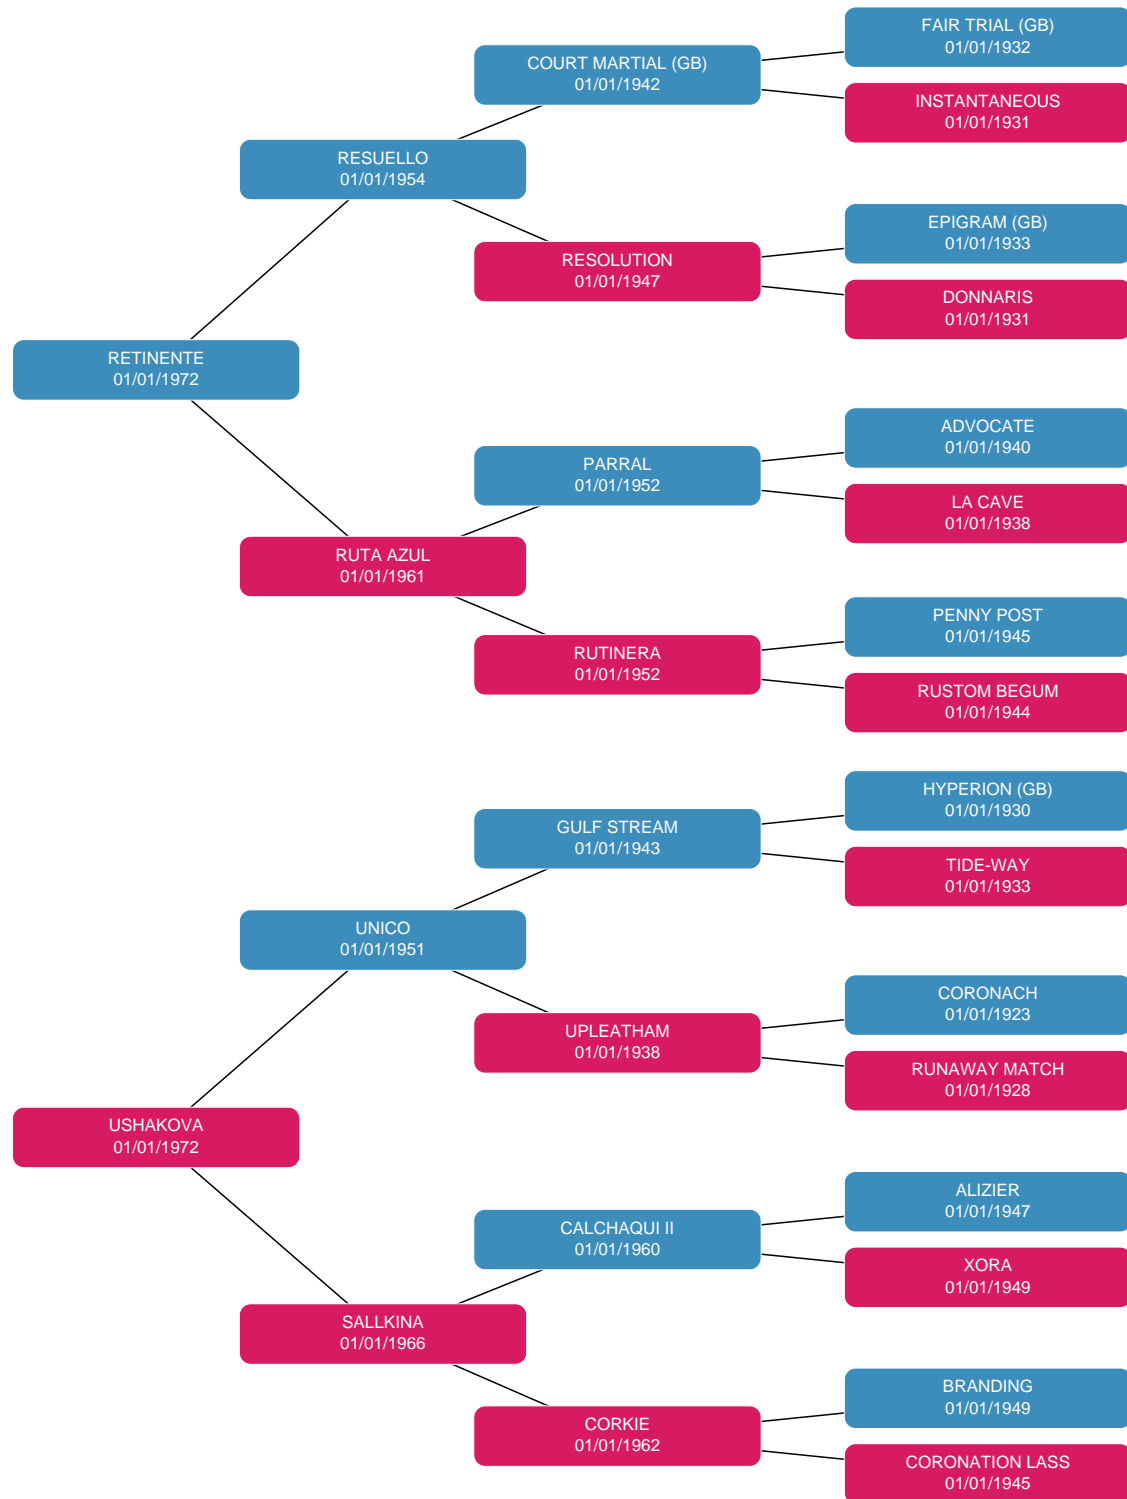 FAIR TRIAL (GB)
01/01/1932
COURT MARTIAL (GB)
01/01/1942
INSTANTANEOUS
01/01/1931
RESUELLO
01/01/1954
EPIGRAM (GB)
01/01/1933
RESOLUTION
01/01/1947
DONNARIS
01/01/1931
RETINENTE
01/01/1972
ADVOCATE
01/01/1940
PARRAL
01/01/1952
LA CAVE
01/01/1938
RUTA AZUL
01/01/1961
PENNY POST
01/01/1945
RUTINERA
01/01/1952
RUSTOM BEGUM
01/01/1944
HYPERION (GB)
01/01/1930
GULF STREAM
01/01/1943
TIDE-WAY
01/01/1933
UNICO
01/01/1951
CORONACH
01/01/1923
UPLEATHAM
01/01/1938
RUNAWAY MATCH
01/01/1928
USHAKOVA
01/01/1972
ALIZIER
01/01/1947
CALCHAQUI II
01/01/1960
XORA
01/01/1949
SALLKINA
01/01/1966
BRANDING
01/01/1949
CORKIE
01/01/1962
CORONATION LASS
01/01/1945